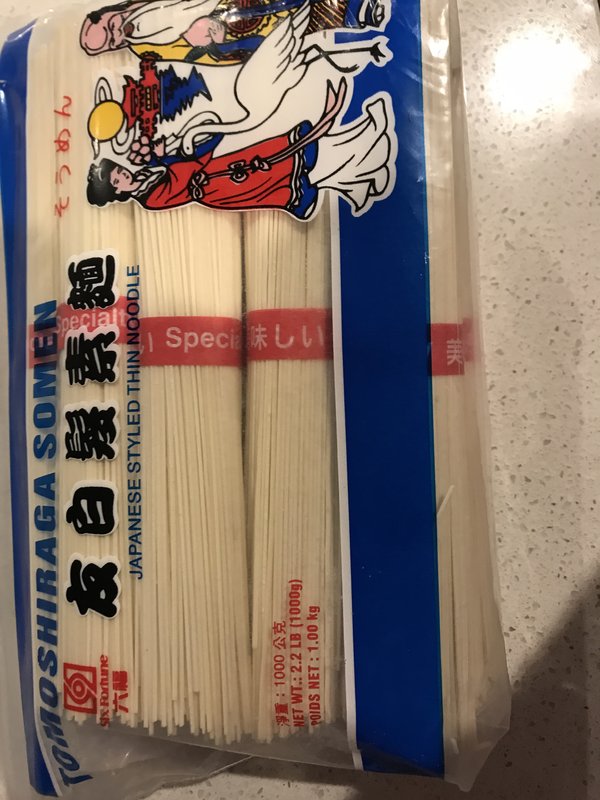 そうめん
TOMOSHIRAGA SOMEN
友白髮素麵
JAPANESE STYLED THIN NOODLE
Six Fortune
六福
Special
い Specia
味しい
美
淨重：1000 公克
NET WT.: 2.2 LB (1000g)
POIDS NET : 1.00 kg